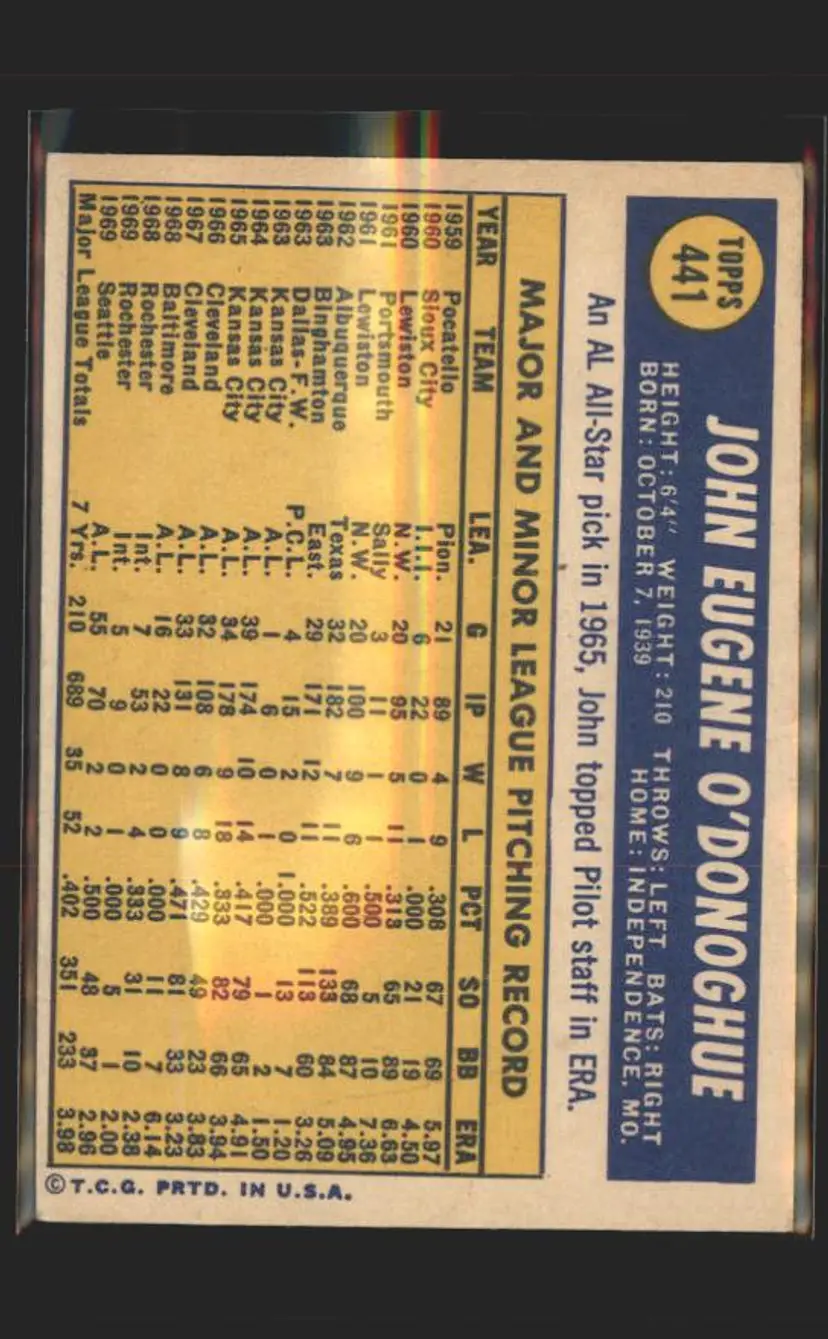 TOPPS
441
JOHN EUGENE O'DONOGHUE
HEIGHT: 6'4" WEIGHT: 210 THROWS: LEFT BATS: RIGHT
BORN: OCTOBER 7, 1939 HOME: INDEPENDENCE, MO.
An AL All-Star pick in 1965, John topped Pilot staff in ERA.
MAJOR AND MINOR LEAGUE PITCHING RECORD
YEAR TEAM LEA. G IP W L PCT SO BB ERA
1959 Pocatello Pion. 21 89 4 9 .308 67 69 5.97
1960 Sioux City I.I.I. 6 22 0 1 .000 21 19 4.50
1960 Lewiston N.W. 20 95 5 11 .313 65 89 6.63
1961 Portsmouth Sally 3 11 1 1 .500 5 10 7.36
1961 Lewiston N.W. 20 100 9 6 .600 68 87 4.95
1962 Albuquerque Texas 32 182 7 11 .389 133 84 5.09
1963 Binghamton East. 29 171 12 11 .522 113 60 3.26
1963 Dallas-F.W. P.C.L. 4 15 2 0 1.000 13 7 1.20
1963 Kansas City A.L. 1 6 0 1 .000 1 2 1.50
1964 Kansas City A.L. 39 174 10 14 .417 79 65 4.91
1965 Kansas City A.L. 34 178 9 18 .333 82 66 3.94
1966 Cleveland A.L. 32 108 6 8 .429 49 23 3.83
1967 Cleveland A.L. 33 131 8 9 .471 81 33 3.23
1968 Baltimore A.L. 16 22 0 0 .000 11 7 6.14
1968 Rochester Int. 7 53 2 4 .333 31 10 2.38
1969 Rochester Int. 5 9 0 1 .000 5 1 2.00
1969 Seattle A.L. 55 70 2 2 .500 48 37 2.96
Major League Totals 7 Yrs. 210 689 35 52 .402 351 233 3.98
© T.C.G. PRTD. IN U.S.A.